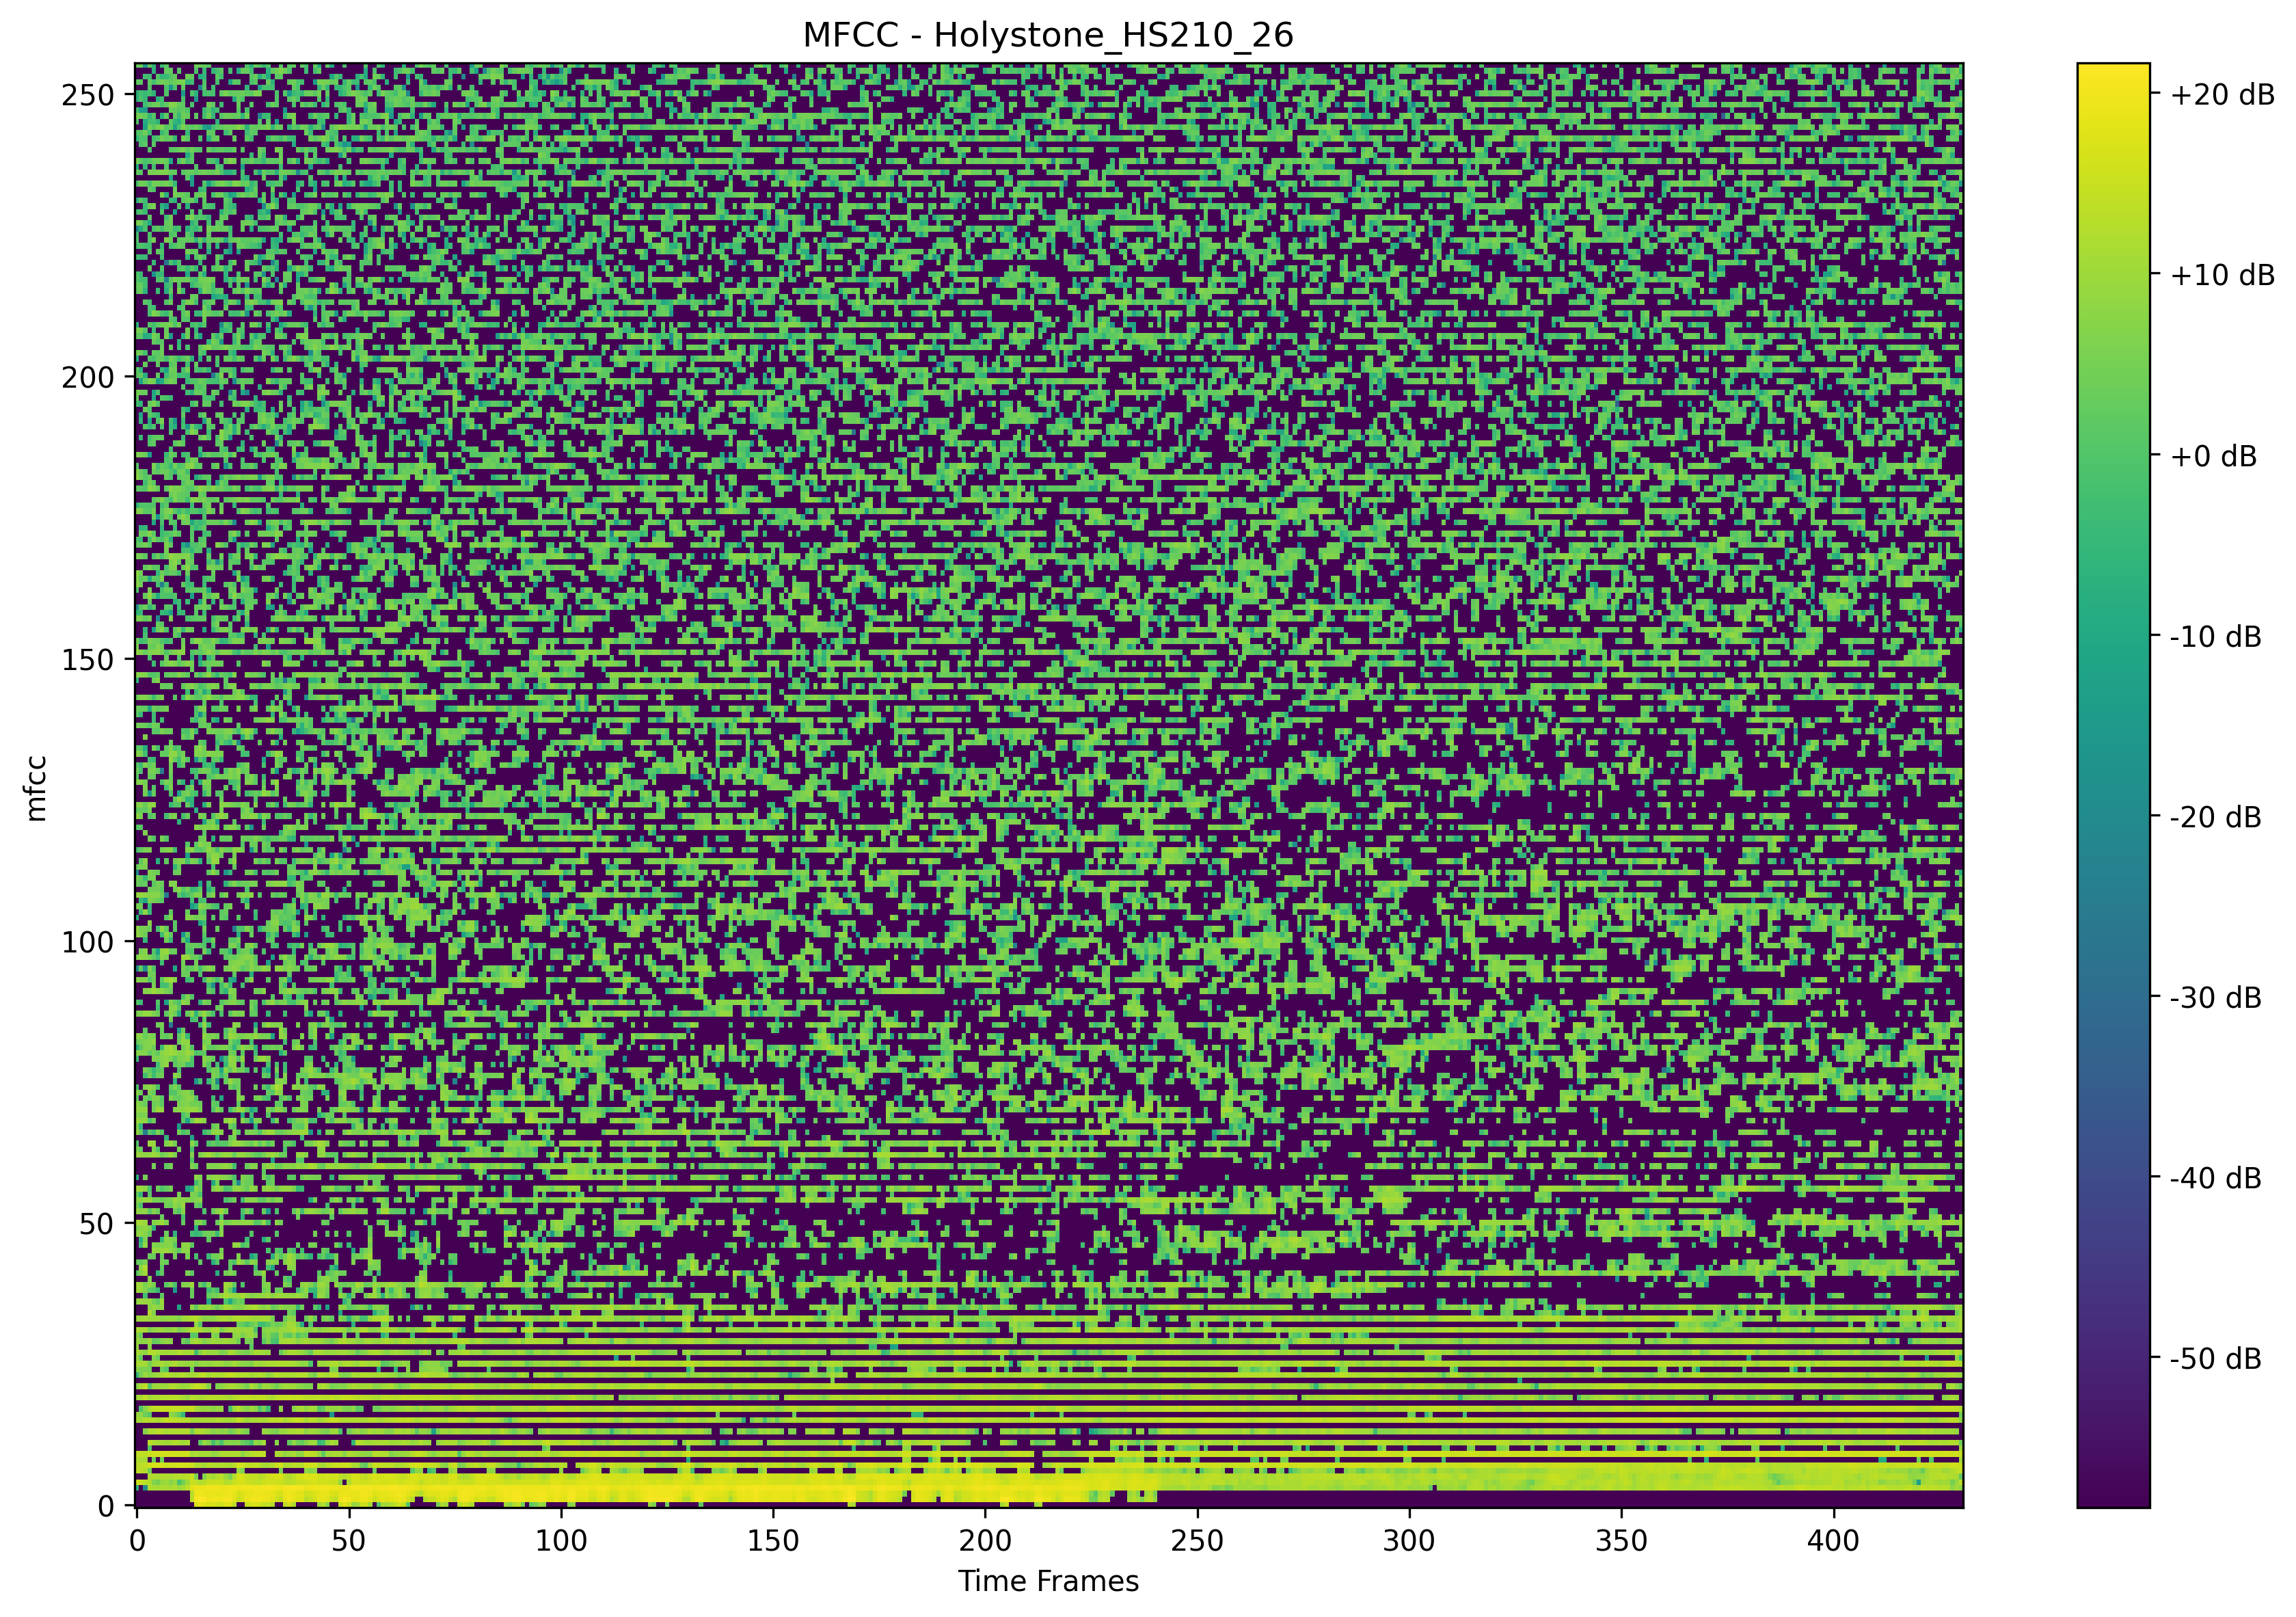 MFCC - Holystone_HS210_26
250
200
150
100
50
0
mfcc
0 50 100 150 200 250 300 350 400
Time Frames
+20 dB
+10 dB
+0 dB
-10 dB
-20 dB
-30 dB
-40 dB
-50 dB